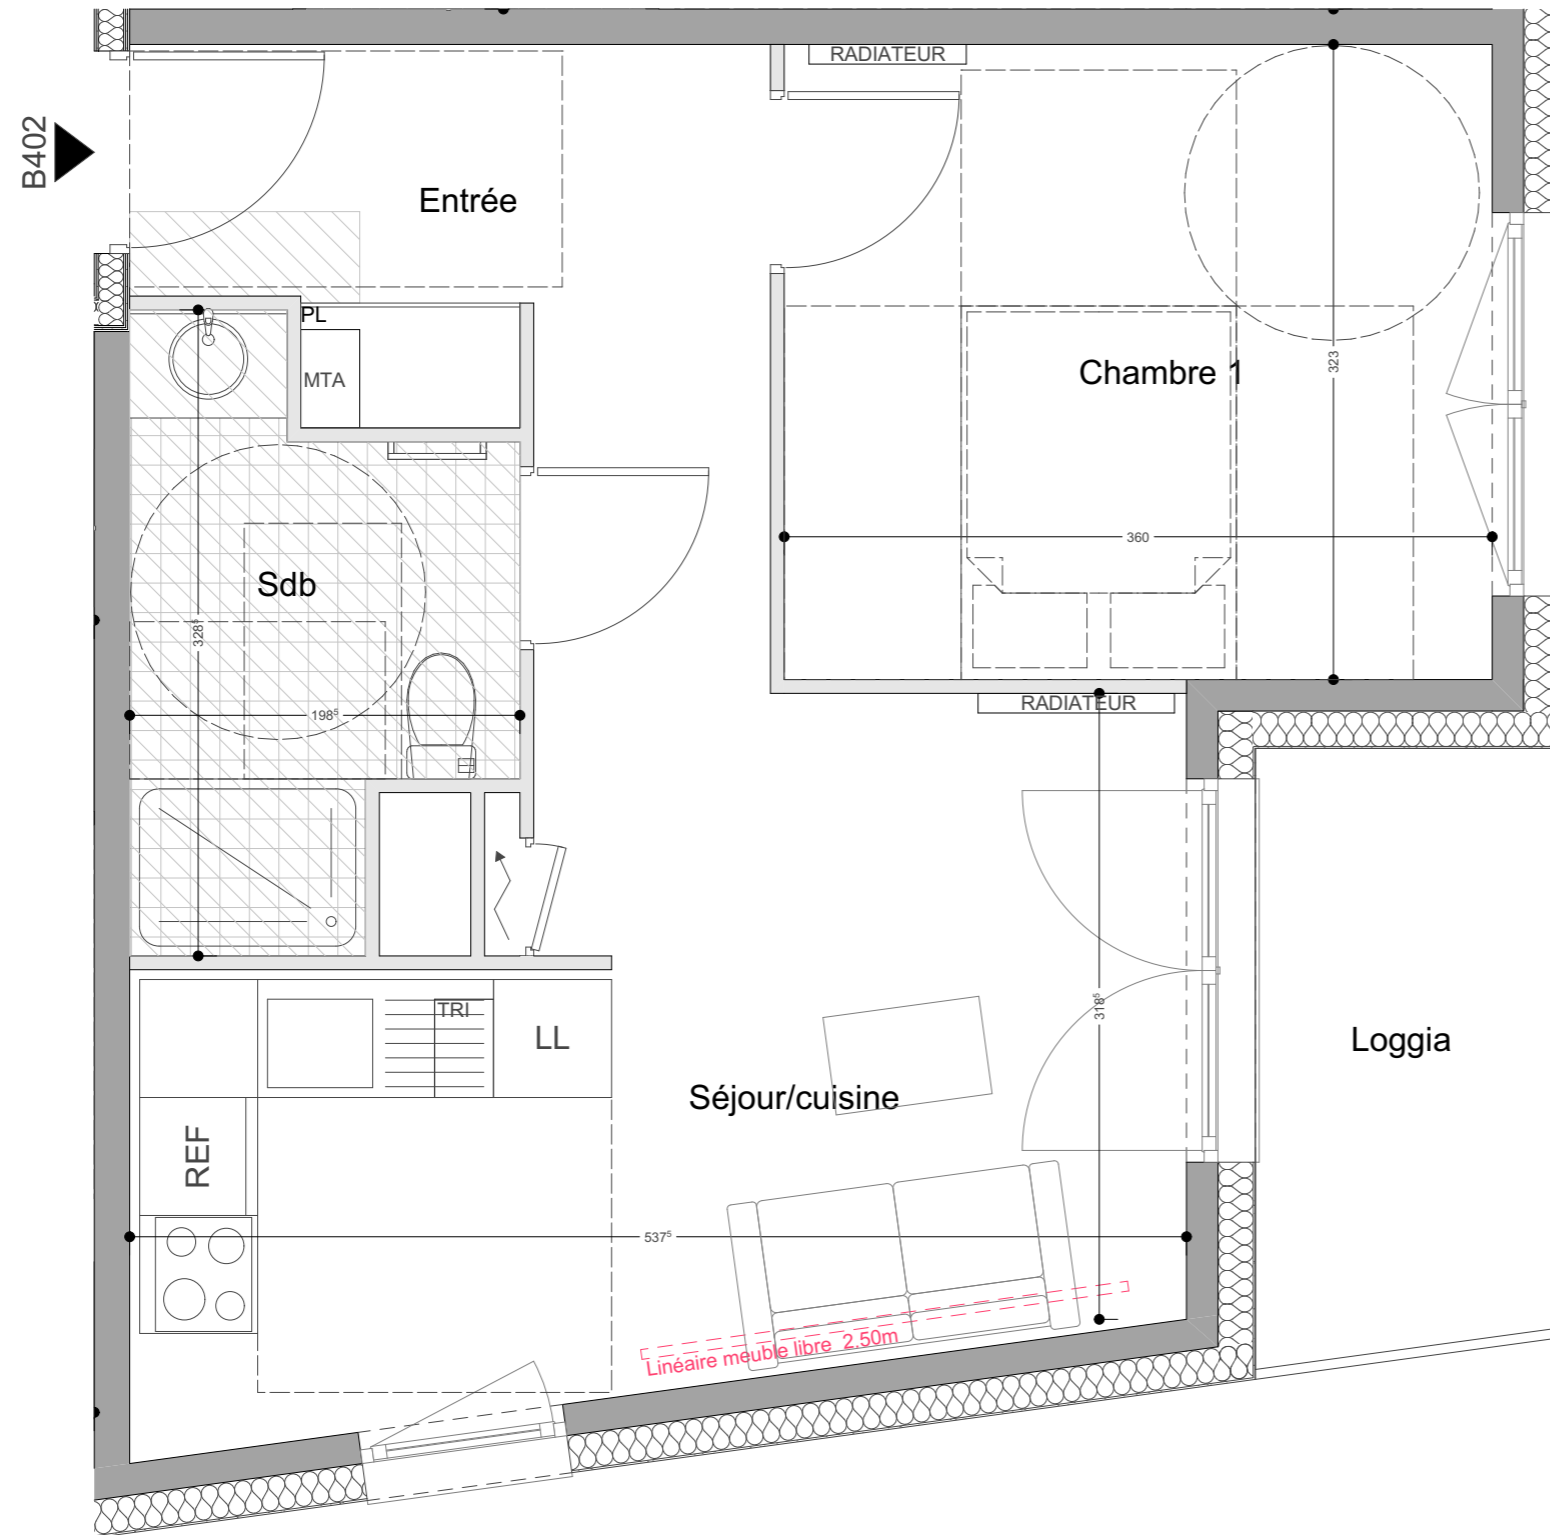 RADIATEUR
B402
Entrée
PL
MTA
323
Chambre 1
360
Sdb
328⁵
198⁵
RADIATEUR
318⁵
TRI
LL
Loggia
Séjour/cuisine
REF
537⁵
Linéaire meuble libre 2.50m